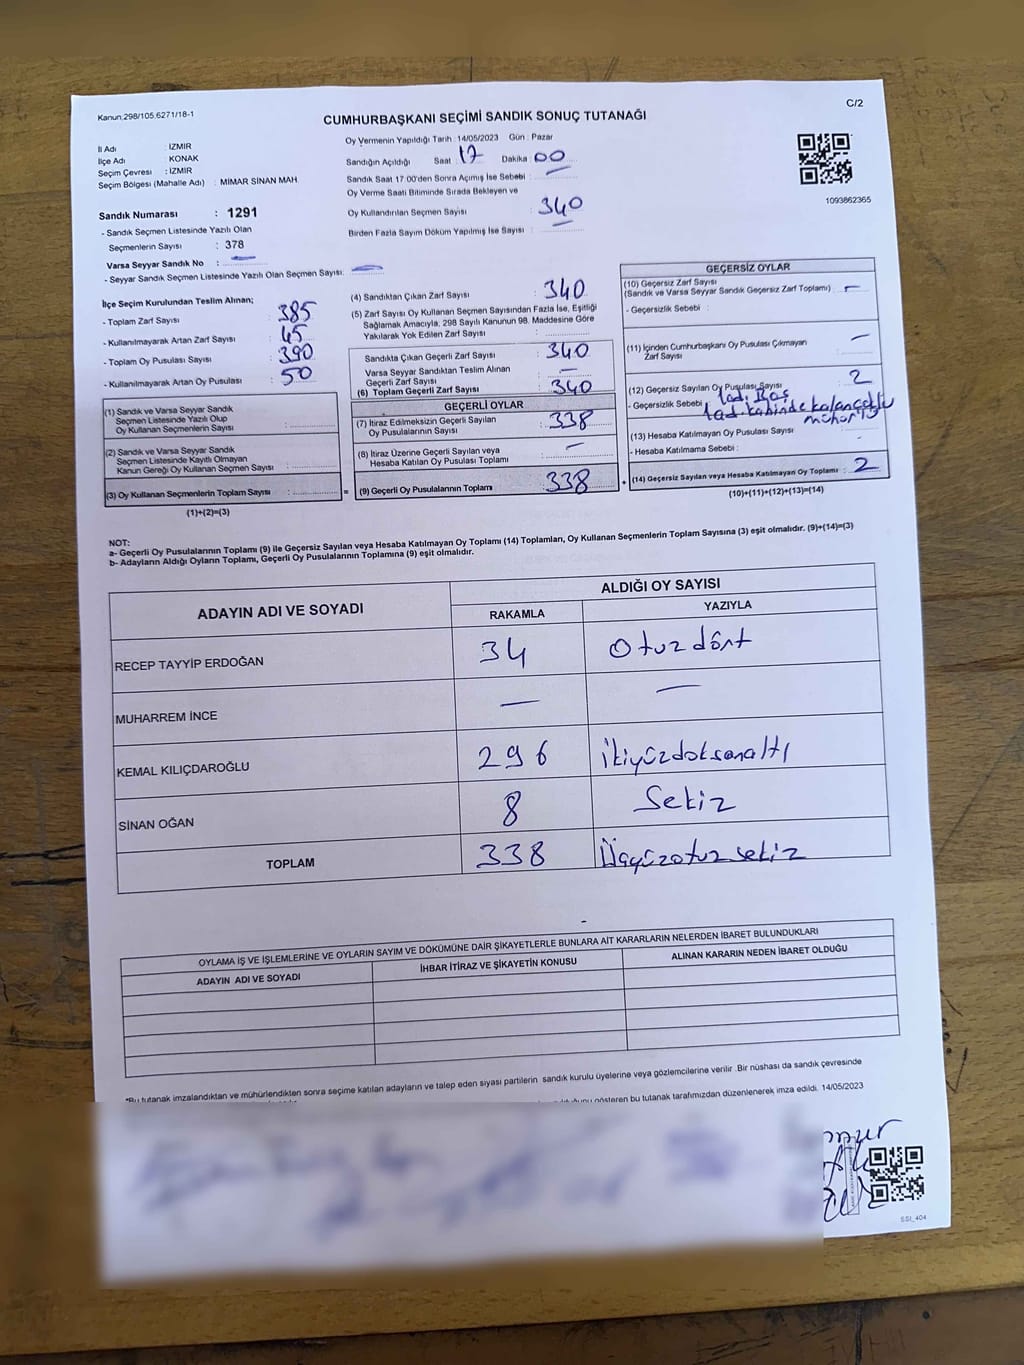 Kanun:298/105.6271/18-1
C/2
CUMHURBAŞKANI SEÇİMİ SANDIK SONUÇ TUTANAĞI
İl Adı : İZMİR
İlçe Adı : KONAK
Seçim Çevresi : İZMİR
Seçim Bölgesi (Mahalle Adı) : MİMAR SİNAN MAH
Sandık Numarası : 1291
- Sandık Seçmen Listesinde Yazılı Olan
Seçmenlerin Sayısı : 378
Varsa Seyyar Sandık No :
- Seyyar Sandık Seçmen Listesinde Yazılı Olan Seçmen Sayısı:
Oy Vermenin Yapıldığı Tarih : 14/05/2023 Gün : Pazar
Sandığın Açıldığı Saat 17 Dakika : 00
Sandık Saat 17.00'den Sonra Açımış İse Sebebi :
Oy Verme Saati Bitiminde Sırada Bekleyen ve
Oy Kullandırılan Seçmen Sayısı : 340
Birden Fazla Sayım Döküm Yapılmış İse Sayısı :
1093862365
İlçe Seçim Kurulundan Teslim Alınan;
- Toplam Zarf Sayısı : 385
- Kullanılmayarak Artan Zarf Sayısı : 45
- Toplam Oy Pusulası Sayısı : 390
- Kullanılmayarak Artan Oy Pusulası : 50
(1) Sandık ve Varsa Seyyar Sandık
Seçmen Listesinde Yazılı Olup
Oy Kullanan Seçmenlerin Sayısı :
(2) Sandık ve Varsa Seyyar Sandık
Seçmen Listesinde Kayıtlı Olmayan
Kanun Gereği Oy Kullanan Seçmen Sayısı :
(3) Oy Kullanan Seçmenlerin Toplam Sayısı : =
(1)+(2)=(3)
(4) Sandıktan Çıkan Zarf Sayısı : 340
(5) Zarf Sayısı Oy Kullanan Seçmen Sayısından Fazla İse, Eşitliği
Sağlamak Amacıyla, 298 Sayılı Kanunun 98. Maddesine Göre
Yakılarak Yok Edilen Zarf Sayısı :
Sandıkta Çıkan Geçerli Zarf Sayısı : 340
Varsa Seyyar Sandıktan Teslim Alınan
Geçerli Zarf Sayısı : —
(6) Toplam Geçerli Zarf Sayısı : 340
GEÇERLİ OYLAR
(7) İtiraz Edilmeksizin Geçerli Sayılan
Oy Pusulalarının Sayısı : 338
(8) İtiraz Üzerine Geçerli Sayılan veya
Hesaba Katılan Oy Pusulası Toplamı : —
(9) Geçerli Oy Pusulalarının Toplamı : 338 +
GEÇERSİZ OYLAR
(10) Geçersiz Zarf Sayısı
(Sandık ve Varsa Seyyar Sandık Geçersiz Zarf Toplamı) : —
- Geçersizlik Sebebi :
(11) İçinden Cumhurbaşkanı Oy Pusulası Çıkmayan
Zarf Sayısı : —
(12) Geçersiz Sayılan Oy Pusulası Sayısı : 2
- Geçersizlik Sebebi 1ad. Boş
1ad.
mühür
(13) Hesaba Katılmayan Oy Pusulası Sayısı : -
- Hesaba Katılmama Sebebi :
(14) Geçersiz Sayılan veya Hesaba Katılmayan Oy Toplamı : 2
(10)+(11)+(12)+(13)=(14)
NOT:
a- Geçerli Oy Pusulalarının Toplamı (9) ile Geçersiz Sayılan veya Hesaba Katılmayan Oy Toplamı (14) Toplamları, Oy Kullanan Seçmenlerin Toplam Sayısına (3) eşit olmalıdır. (9)+(14)=(3)
b- Adayların Aldığı Oyların Toplamı, Geçerli Oy Pusulalarının Toplamına (9) eşit olmalıdır.
ADAYIN ADI VE SOYADI
ALDIĞI OY SAYISI
RAKAMLA YAZIYLA
RECEP TAYYİP ERDOĞAN 34 Otuzdört
MUHARREM İNCE — —
KEMAL KILIÇDAROĞLU 296 İkiyüzdoksanaltı
SİNAN OĞAN 8 Sekiz
TOPLAM 338 Üçyüzotuzsekiz
OYLAMA İŞ VE İŞLEMLERİNE VE OYLARIN SAYIM VE DÖKÜMÜNE DAİR ŞİKAYETLERLE BUNLARA AİT KARARLARIN NELERDEN İBARET BULUNDUKLARI
ADAYIN ADI VE SOYADI İHBAR İTİRAZ VE ŞİKAYETİN KONUSU ALINAN KARARIN NEDEN İBARET OLDUĞU
*Bu tutanak imzalandıktan ve mühürlendikten sonra seçime katılan adayların ve talep eden siyasi partilerin sandık kurulu üyelerine veya gözlemcilerine verilir. Bir nüshası da sandık çevresinde
gösteren bu tutanak tarafımızdan düzenlenerek imza edildi. 14/05/2023
SSİ_404